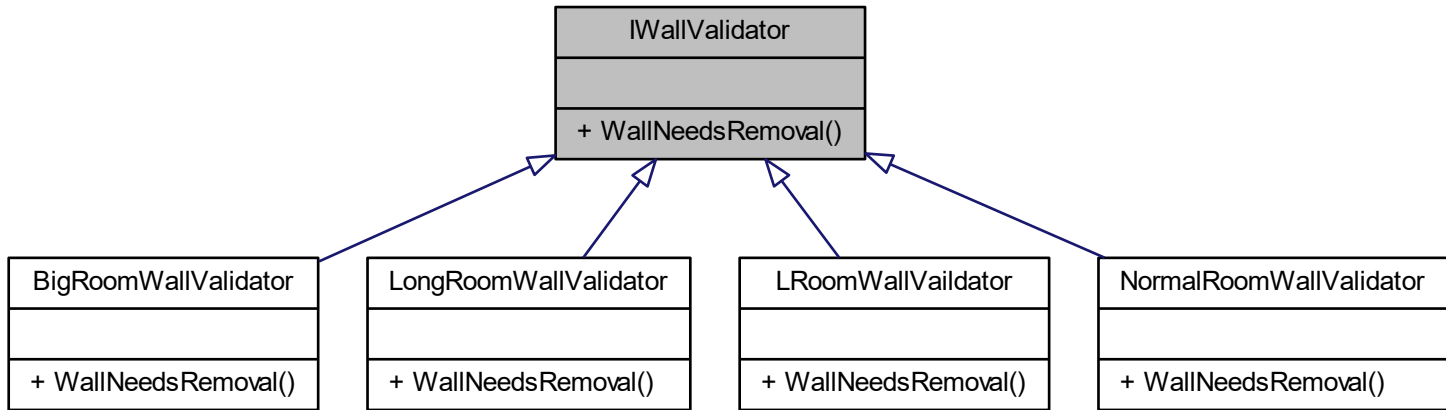 IWallValidator
+ WallNeedsRemoval()
BigRoomWallValidator
+ WallNeedsRemoval()
LongRoomWallValidator
+ WallNeedsRemoval()
LRoomWallVaildator
+ WallNeedsRemoval()
NormalRoomWallValidator
+ WallNeedsRemoval()